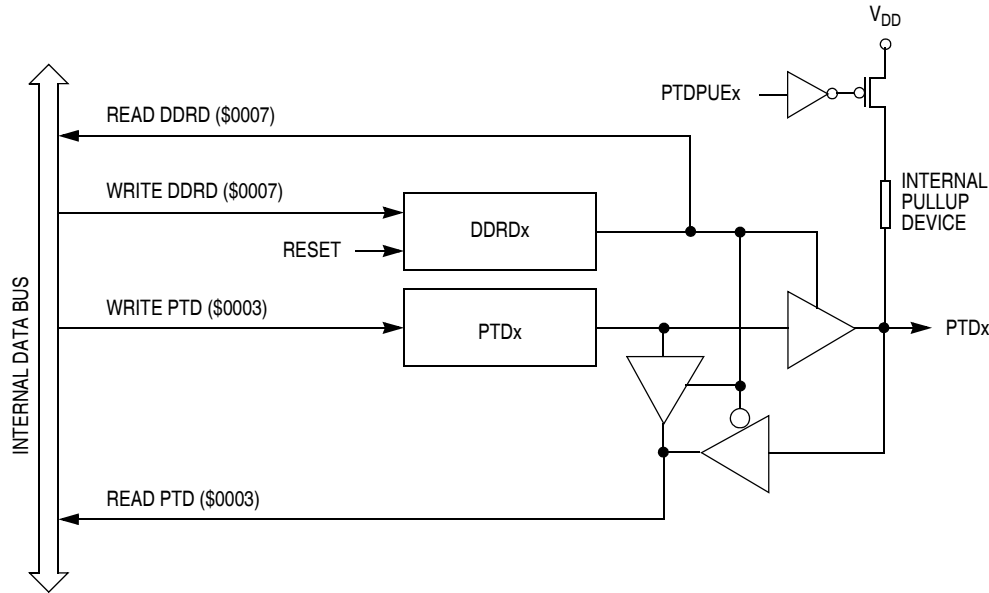 VDD
PTDPUEx
READ DDRD ($0007)
WRITE DDRD ($0007)
INTERNAL
PULLUP
DEVICE
DDRDx
RESET
INTERNAL DATA BUS
WRITE PTD ($0003)
PTDx
PTDx
READ PTD ($0003)